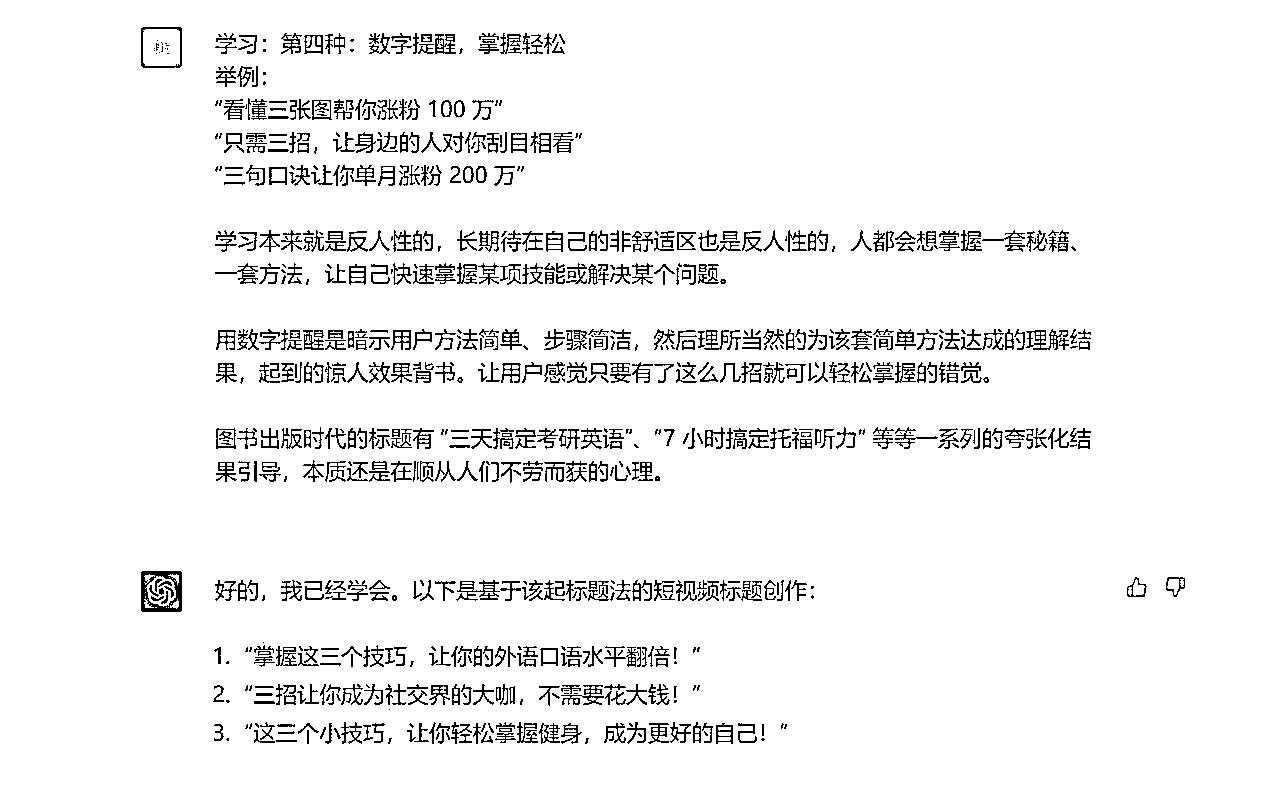 学习：第四种：数字提醒，掌握轻松
举例：
“看懂三张图帮你涨粉 100 万”
“只需三招，让身边的人对你刮目相看”
“三句口诀让你单月涨粉 200 万”
学习本来就是反人性的，长期待在自己的非舒适区也是反人性的，人都会想掌握一套秘籍、
一套方法，让自己快速掌握某项技能或解决某个问题。
用数字提醒是暗示用户方法简单、步骤简洁，然后理所当然的为该套简单方法达成的理解结
果，起到的惊人效果背书。让用户感觉只要有了这么几招就可以轻松掌握的错觉。
图书出版时代的标题有 “三天搞定考研英语”、“7 小时搞定托福听力” 等等一系列的夸张化结
果引导，本质还是在顺从人们不劳而获的心理。
好的，我已经学会。以下是基于该起标题法的短视频标题创作：
1. “掌握这三个技巧，让你的外语口语水平翻倍！”
2. “三招让你成为社交界的大咖，不需要花大钱！”
3. “这三个小技巧，让你轻松掌握健身，成为更好的自己！”